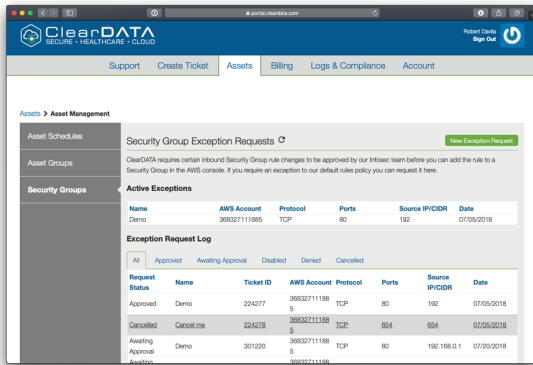 portal.cleardata.com
ClearDATA
SECURE • HEALTHCARE • CLOUD
Robert Davila
Sign Out
Support Create Ticket Assets Billing Logs & Compliance Account
Assets > Asset Management
Asset Schedules
Asset Groups
Security Groups
Security Group Exception Requests
New Exception Request
ClearDATA requires certain inbound Security Group rule changes to be approved by our Infosec team before you can add the rule to a
Security Group in the AWS console. If you require an exception to our default rules policy you can request it here.
Active Exceptions
Name AWS Account Protocol Ports Source IP/CIDR Date
Demo 368327111885 TCP 80 192 07/05/2018
Exception Request Log
All Approved Awaiting Approval Disabled Denied Cancelled
Request Status Name Ticket ID AWS Account Protocol Ports Source IP/CIDR Date
Approved Demo 224277 36832711188 5 TCP 80 192 07/05/2018
Cancelled Cancel me 224278 36832711188 5 TCP 654 654 07/05/2018
Awaiting Approval Demo 301220 36832711188 5 TCP 80 192.168.0.1 07/20/2018
Awaiting 36832711188